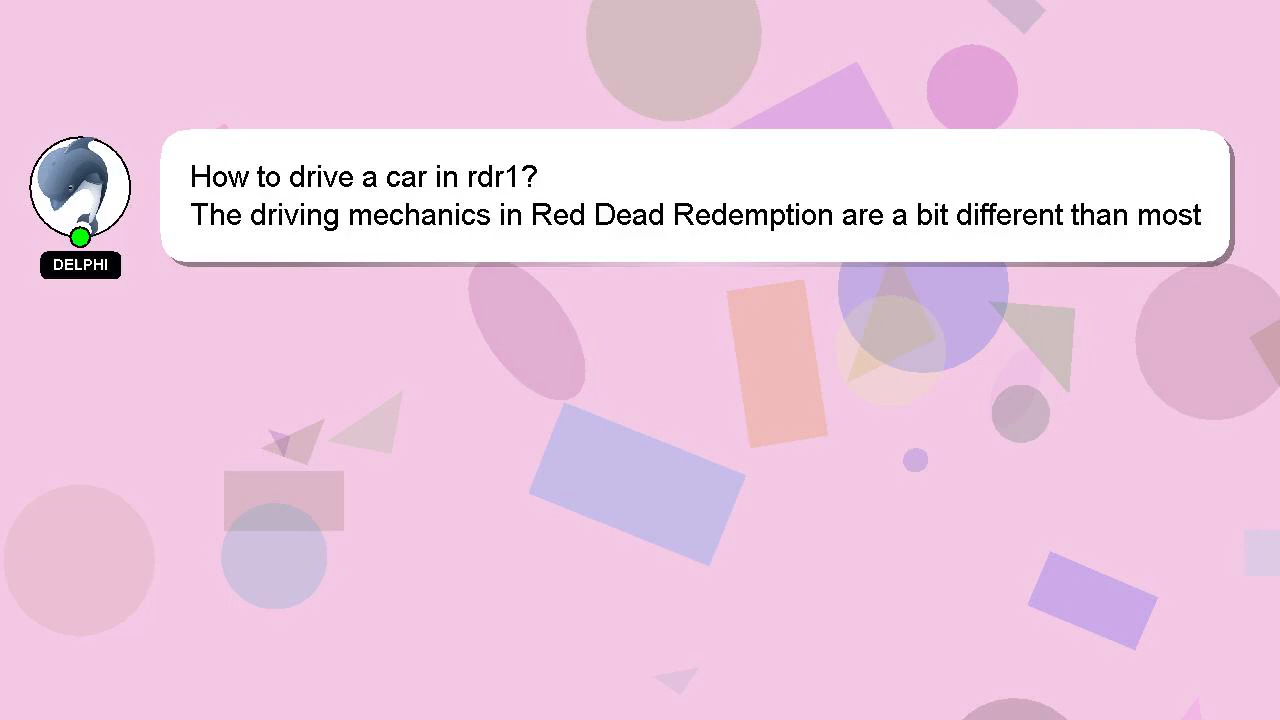 How to drive a car in rdr1?
The driving mechanics in Red Dead Redemption are a bit different than most
DELPHI